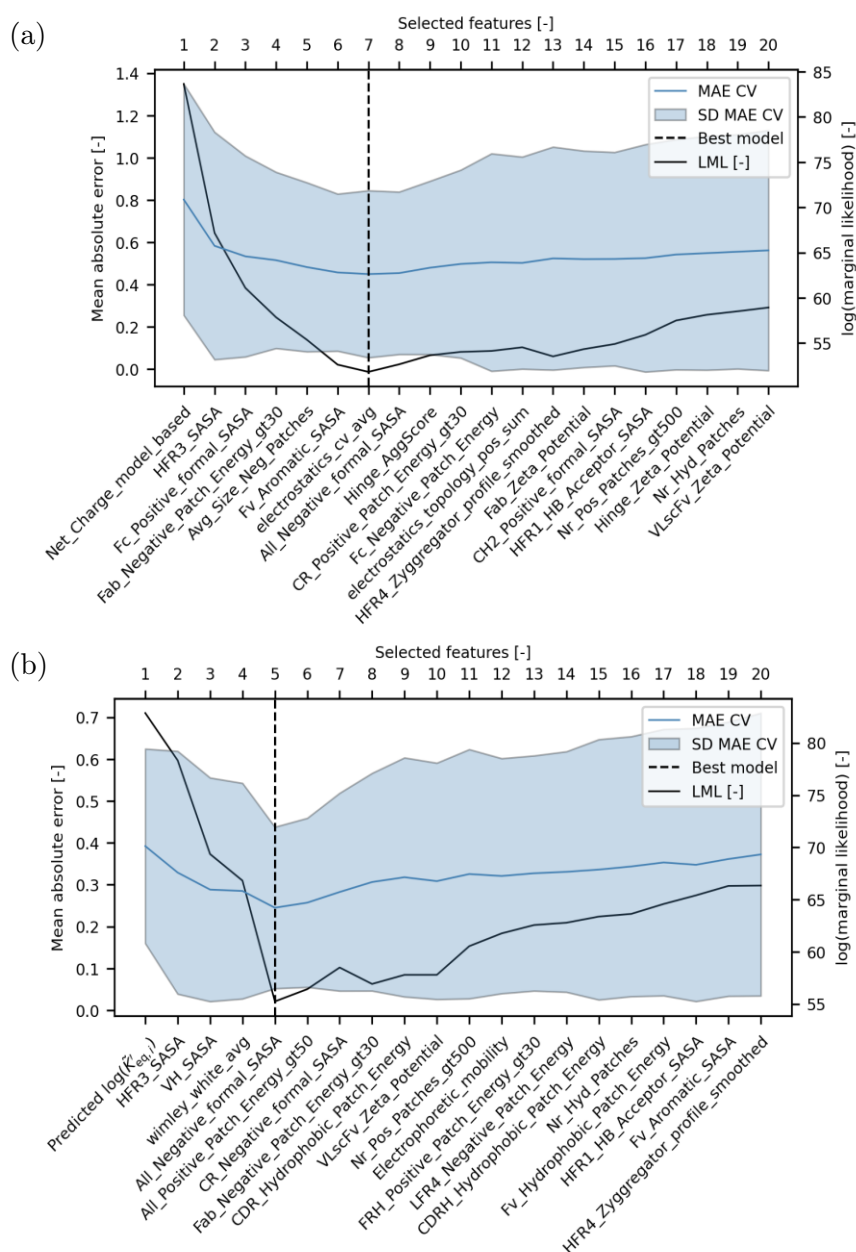 (a)
Selected features [-]
1 2 3 4 5 6 7 8 9 10 11 12 13 14 15 16 17 18 19 20
Mean absolute error [-]
1.4
1.2
1.0
0.8
0.6
0.4
0.2
0.0
MAE CV
SD MAE CV
Best model
LML [-]
85
80
75
70
65
60
55
log(marginal likelihood) [-]
Net_Charge_model_based
HFR3_SASA
Fc_Positive_formal_SASA
Fab_Negative_Patch_Energy_gt30
Avg_Size_Neg_Patches
Fv_Aromatic_SASA
electrostatics_cv_avg
All_Negative_formal_SASA
Hinge_AggScore
CR_Positive_Patch_Energy_gt30
Fc_Negative_Patch_Energy
electrostatics_topology_pos_sum
HFR4_Zyggregator_profile_smoothed
Fab_Zeta_Potential
CH2_Positive_formal_SASA
HFR1_HB_Acceptor_SASA
Nr_Pos_Patches_gt500
Hinge_Zeta_Potential
Nr_Hyd_Patches
VLscFv_Zeta_Potential
(b)
Selected features [-]
1 2 3 4 5 6 7 8 9 10 11 12 13 14 15 16 17 18 19 20
Mean absolute error [-]
0.7
0.6
0.5
0.4
0.3
0.2
0.1
0.0
MAE CV
SD MAE CV
Best model
LML [-]
80
75
70
65
60
55
log(marginal likelihood) [-]
Predicted log(K̃′eq,i)
HFR3_SASA
VH_SASA
wimley_white_avg
All_Negative_formal_SASA
All_Positive_Patch_Energy_gt50
CR_Negative_formal_SASA
Fab_Negative_Patch_Energy_gt30
CDR_Hydrophobic_Patch_Energy
VLscFv_Zeta_Potential
Nr_Pos_Patches_gt500
Electrophoretic_mobility
FRH_Positive_Patch_Energy_gt30
LFR4_Negative_Patch_Energy
CDRH_Hydrophobic_Patch_Energy
Nr_Hyd_Patches
Fv_Hydrophobic_Patch_Energy
HFR1_HB_Acceptor_SASA
Fv_Aromatic_SASA
HFR4_Zyggregator_profile_smoothed